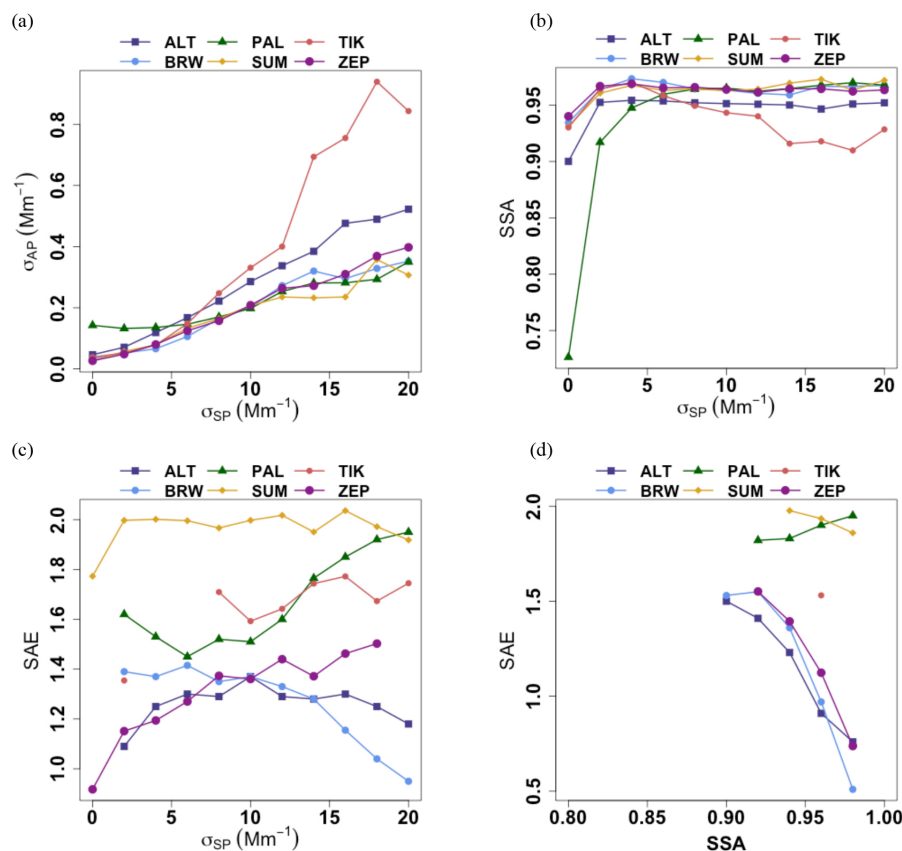 (a)
ALT PAL TIK
BRW SUM ZEP
σAP (Mm⁻¹)
0.8
0.6
0.4
0.2
0.0
0 5 10 15 20
σSP (Mm⁻¹)
(b)
ALT PAL TIK
BRW SUM ZEP
SSA
0.95
0.90
0.85
0.80
0.75
0 5 10 15 20
σSP (Mm⁻¹)
(c)
ALT PAL TIK
BRW SUM ZEP
SAE
2.0
1.8
1.6
1.4
1.2
1.0
0 5 10 15 20
σSP (Mm⁻¹)
(d)
ALT PAL TIK
BRW SUM ZEP
SAE
2.0
1.5
1.0
0.5
0.80 0.85 0.90 0.95 1.00
SSA